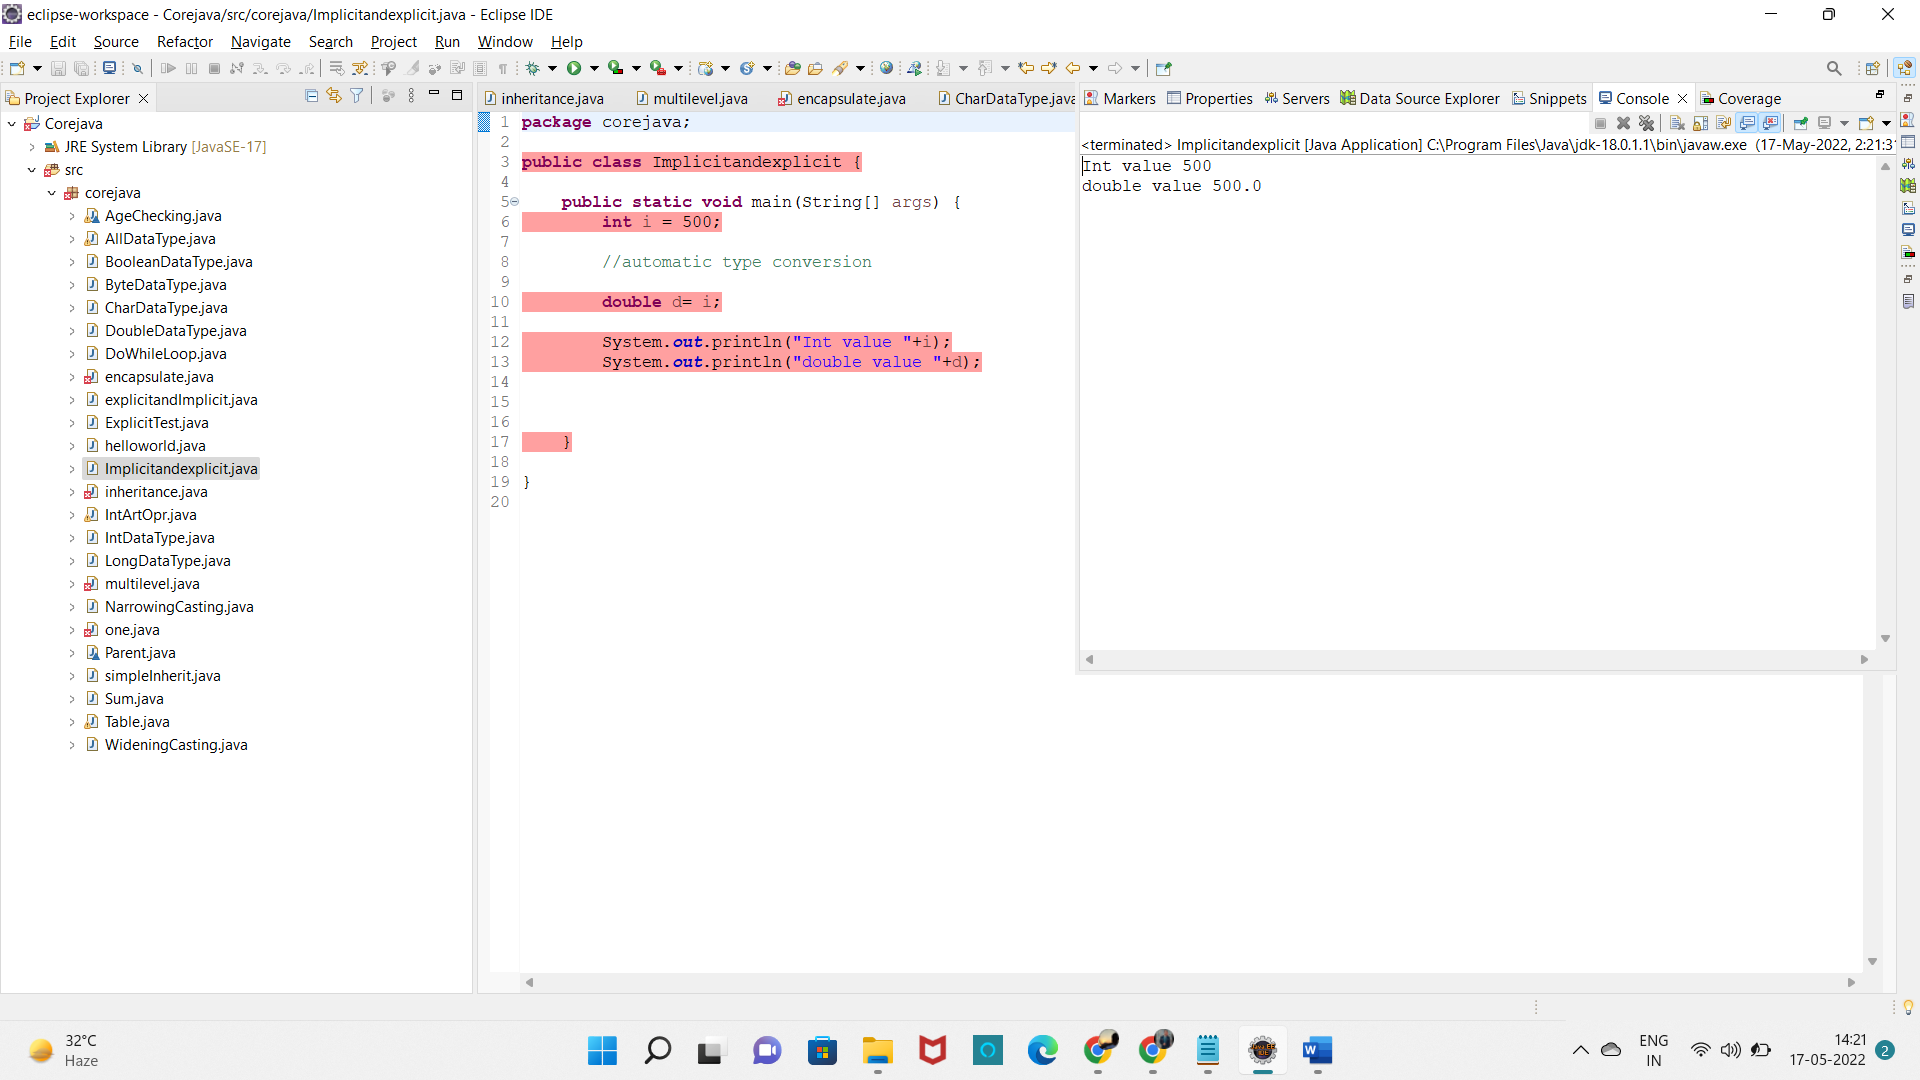 eclipse-workspace - Corejava/src/corejava/Implicitandexplicit.java - Eclipse IDE
File Edit Source Refactor Navigate Search Project Run Window Help
Project Explorer
Corejava
JRE System Library [JavaSE-17]
src
corejava
AgeChecking.java
AllDataType.java
BooleanDataType.java
ByteDataType.java
CharDataType.java
DoubleDataType.java
DoWhileLoop.java
encapsulate.java
explicitandImplicit.java
ExplicitTest.java
helloworld.java
Implicitandexplicit.java
inheritance.java
IntArtOpr.java
IntDataType.java
LongDataType.java
multilevel.java
NarrowingCasting.java
one.java
Parent.java
simpleInherit.java
Sum.java
Table.java
WideningCasting.java
inheritance.java multilevel.java encapsulate.java CharDataType.java
1 package corejava;
2
3 public class Implicitandexplicit {
4
5 public static void main(String[] args) {
6 int i = 500;
7
8 //automatic type conversion
9
10 double d= i;
11
12 System.out.println("Int value "+i);
13 System.out.println("double value "+d);
14
15
16
17 }
18
19 }
20
Markers Properties Servers Data Source Explorer Snippets Console Coverage
<terminated> Implicitandexplicit [Java Application] C:\Program Files\Java\jdk-18.0.1.1\bin\javaw.exe (17-May-2022, 2:21:31
Int value 500
double value 500.0
32°C
Haze
ENG
IN
14:21
17-05-2022
2